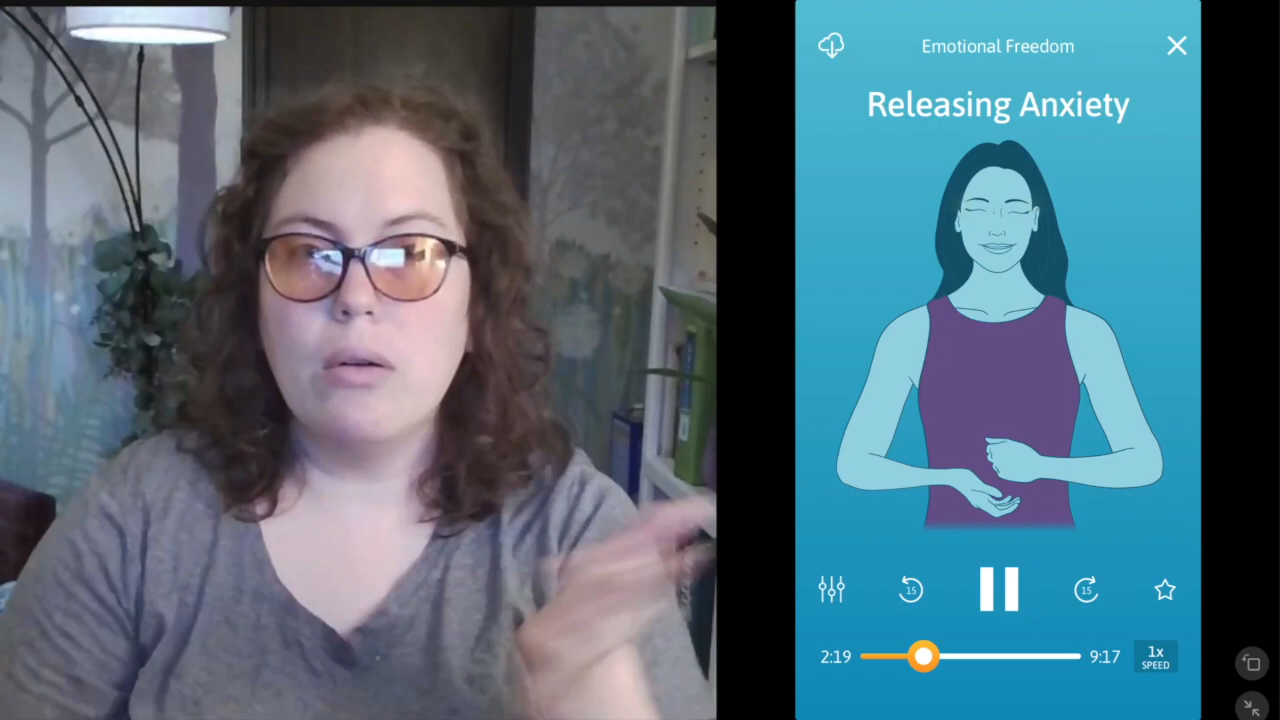 Emotional Freedom
Releasing Anxiety
15
15
2:19
9:17
1x
SPEED